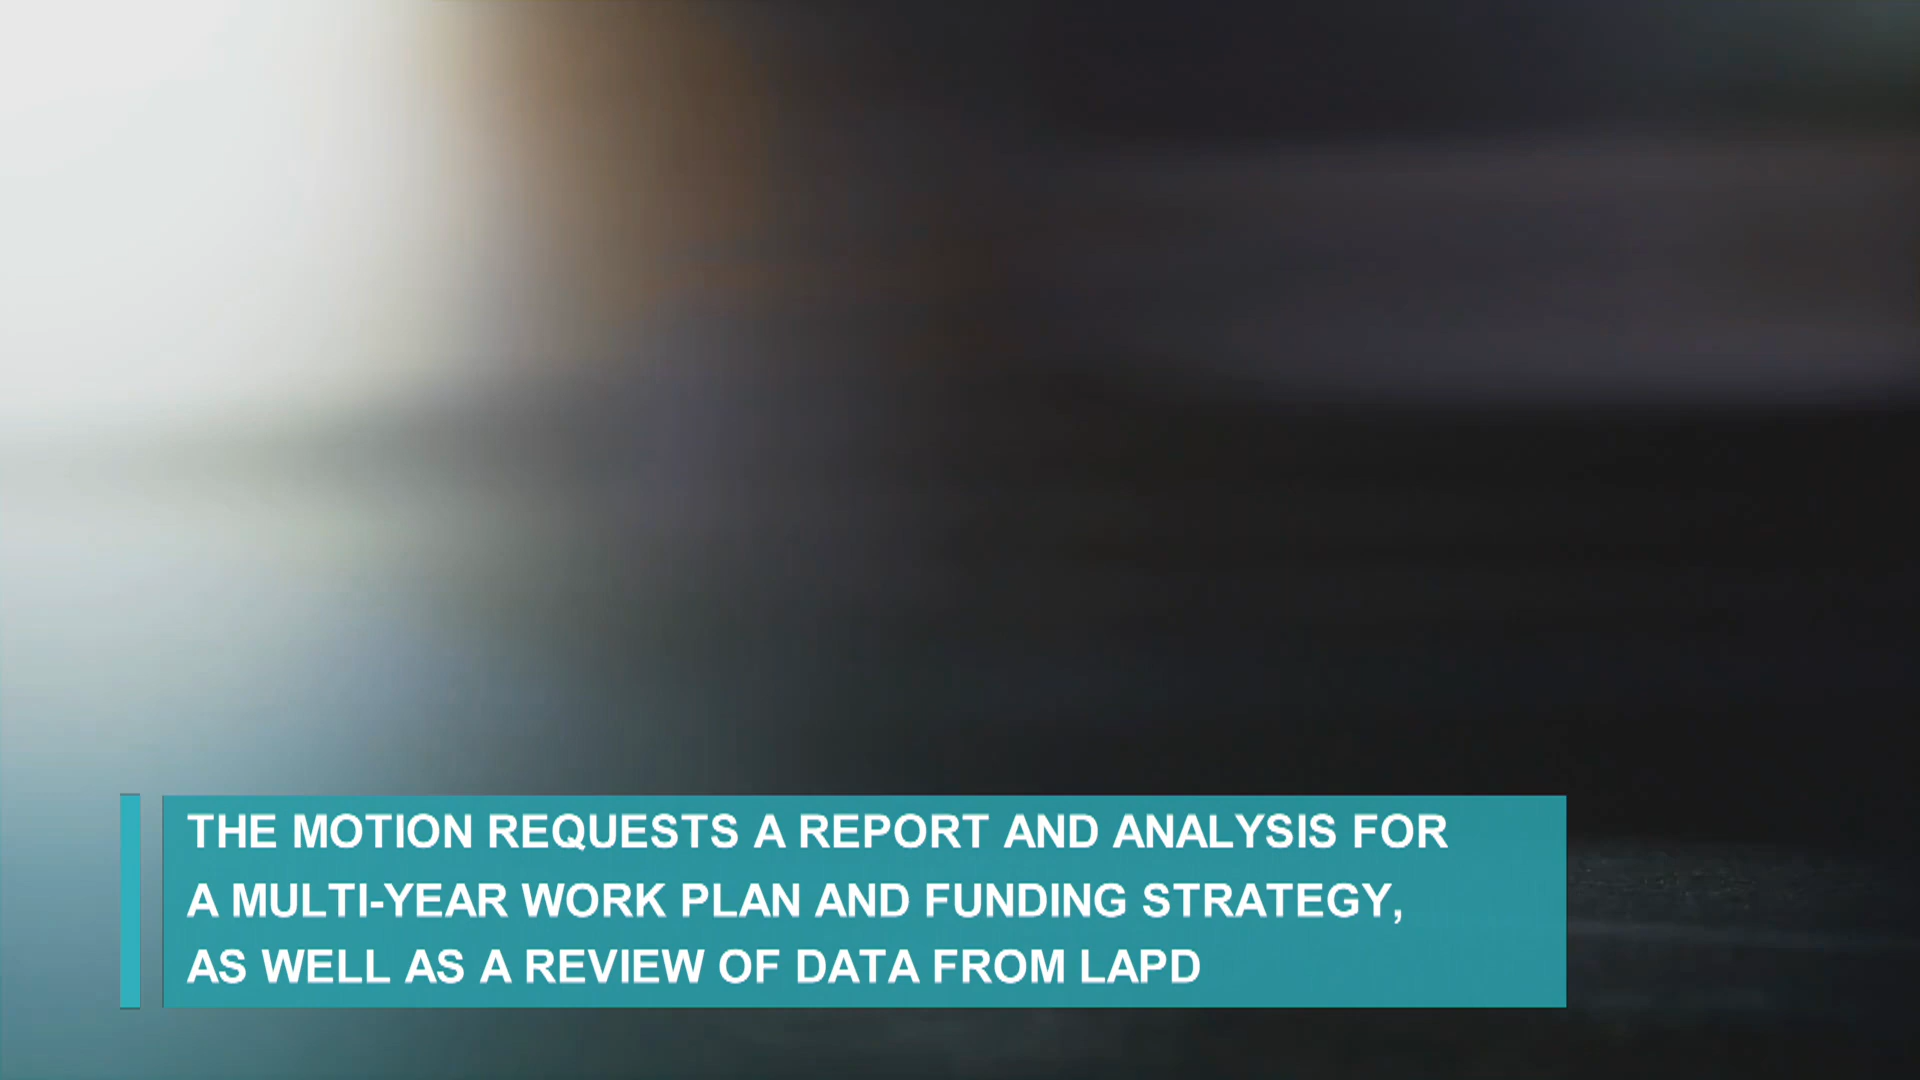 THE MOTION REQUESTS A REPORT AND ANALYSIS FOR
A MULTI-YEAR WORK PLAN AND FUNDING STRATEGY,
AS WELL AS A REVIEW OF DATA FROM LAPD